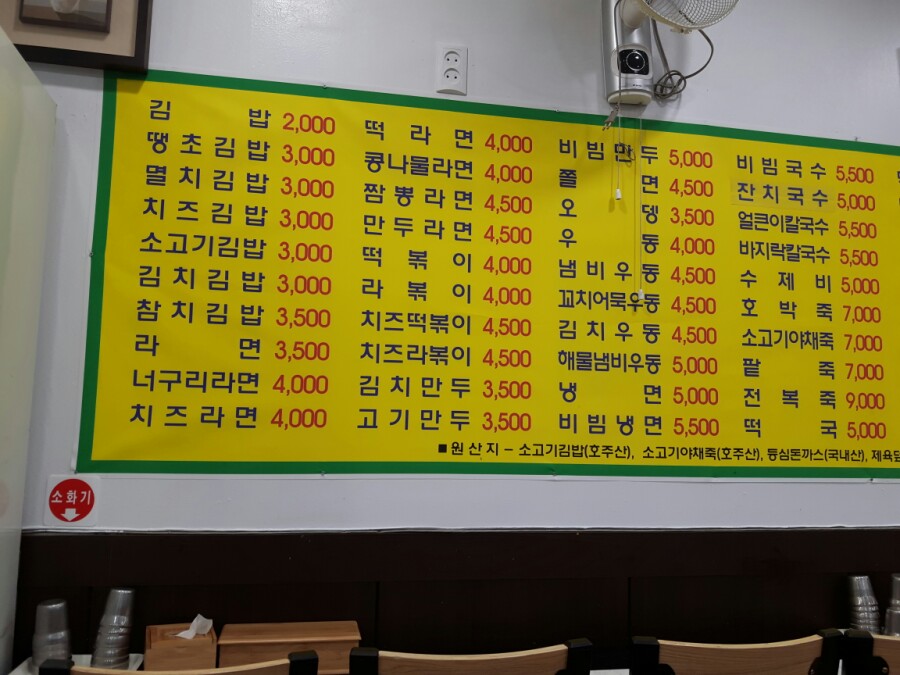 김 밥 2,000
땡초김밥 3,000
멸치김밥 3,000
치즈김밥 3,000
소고기김밥 3,000
김치김밥 3,000
참치김밥 3,500
라 면 3,500
너구리라면 4,000
치즈라면 4,000
떡라면 4,000
콩나물라면 4,000
짬뽕라면 4,500
만두라면 4,500
떡볶이 4,000
라볶이 4,000
치즈떡볶이 4,500
치즈라볶이 4,500
김치만두 3,500
고기만두 3,500
비빔만두 5,000
쫄 면 4,500
오 뎅 3,500
우 동 4,000
냄비우동 4,500
꼬치어묵우동 4,500
김치우동 4,500
해물냄비우동 5,000
냉 면 5,000
비빔냉면 5,500
비빔국수 5,500
잔치국수 5,000
얼큰이칼국수 5,500
바지락칼국수 5,500
수제비 5,000
호박죽 7,000
소고기야채죽 7,000
팥 죽 7,000
전복죽 9,000
떡 국 5,000
■원산지 - 소고기김밥(호주산), 소고기야채죽(호주산), 등심돈까스(국내산), 제육
소화기